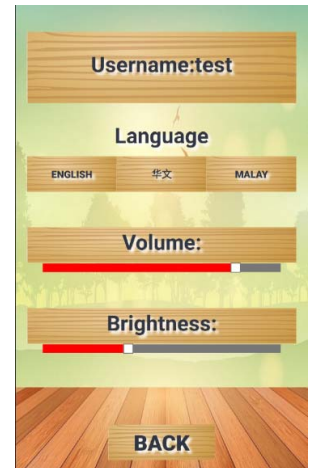 Username:test
Language
ENGLISH 华文 MALAY
Volume:
Brightness:
BACK